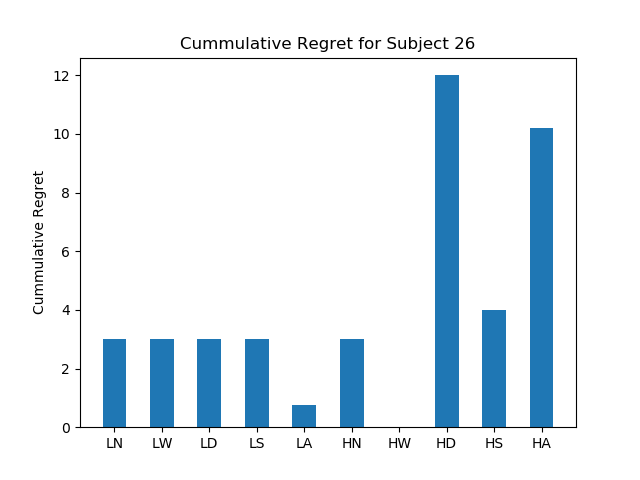 Cummulative Regret for Subject 26
Cummulative Regret
12
10
8
6
4
2
0
LN LW LD LS LA HN HW HD HS HA